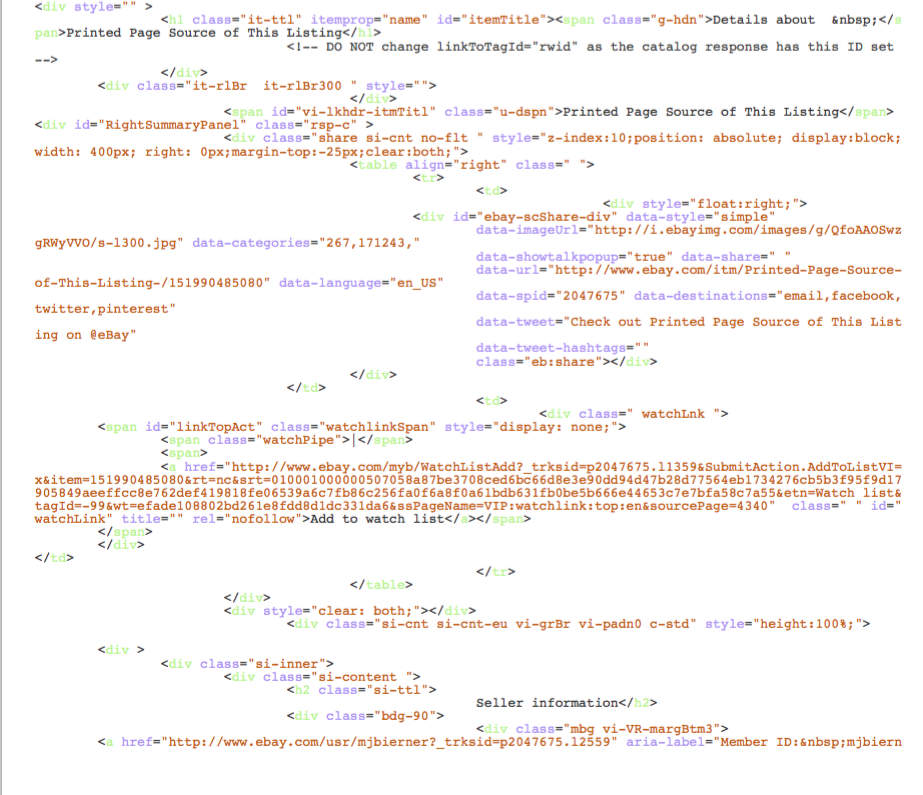 <div style="" >
<h1 class="it-ttl" itemprop="name" id="itemTitle"><span class="g-hdn">Details about  &nbsp;</s
pan>Printed Page Source of This Listing</h1>
<!-- DO NOT change linkToTagId="rwid" as the catalog response has this ID set
-->
</div>
<div class="it-rlBr  it-rlBr300 " style="">
</div>
<span id="vi-lkhdr-itmTitl" class="u-dspn">Printed Page Source of This Listing</span>
<div id="RightSummaryPanel" class="rsp-c" >
<div class="share si-cnt no-flt " style="z-index:10;position: absolute; display:block;
width: 400px; right: 0px;margin-top:-25px;clear:both;">
<table align="right" class=" ">
<tr>
<td>
<div style="float:right;">
<div id="ebay-scShare-div" data-style="simple"
data-imageUrl="http://i.ebayimg.com/images/g/QfoAAOSwz
gRWyVVO/s-l300.jpg" data-categories="267,171243,"
data-showtalkpopup="true" data-share=" "
data-url="http://www.ebay.com/itm/Printed-Page-Source-
of-This-Listing-/151990485080" data-language="en_US"
data-spid="2047675" data-destinations="email,facebook,
twitter,pinterest"
data-tweet="Check out Printed Page Source of This List
ing on @eBay"
data-tweet-hashtags=""
class="eb:share"></div>
</div>
</td>
<td>
<div class=" watchLnk ">
<span id="linkTopAct" class="watchlinkSpan" style="display: none;">
<span class="watchPipe">|</span>
<span>
<a href="http://www.ebay.com/myb/WatchListAdd?_trksid=p2047675.l1359&SubmitAction.AddToListVI=
x&item=151990485080&rt=nc&srt=010001000000507058a87be3708ced6bc66d8e3e90dd94d47b28d77564eb1734276cb5b3f95f9d17
905849aeeffcc8e762def419818fe06539a6c7fb86c256fa0f6a8f0a61bdb631fb0be5b666e44653c7e7bfa58c7a55&etn=Watch list&
tagId=-99&wt=efade108802bd261e8fdd8d1dc331da6&ssPageName=VIP:watchlink:top:en&sourcePage=4340"  class=" " id="
watchLink" title="" rel="nofollow">Add to watch list</a></span>
</span>
</div>
</td>
</tr>
</table>
</div>
<div style="clear: both;"></div>
<div class="si-cnt si-cnt-eu vi-grBr vi-padn0 c-std" style="height:100%;">
<div >
<div class="si-inner">
<div class="si-content ">
<h2 class="si-ttl">
Seller information</h2>
<div class="bdg-90">
<div class="mbg vi-VR-margBtm3">
<a href="http://www.ebay.com/usr/mjbierner?_trksid=p2047675.l2559" aria-label="Member ID:&nbsp;mjbiern